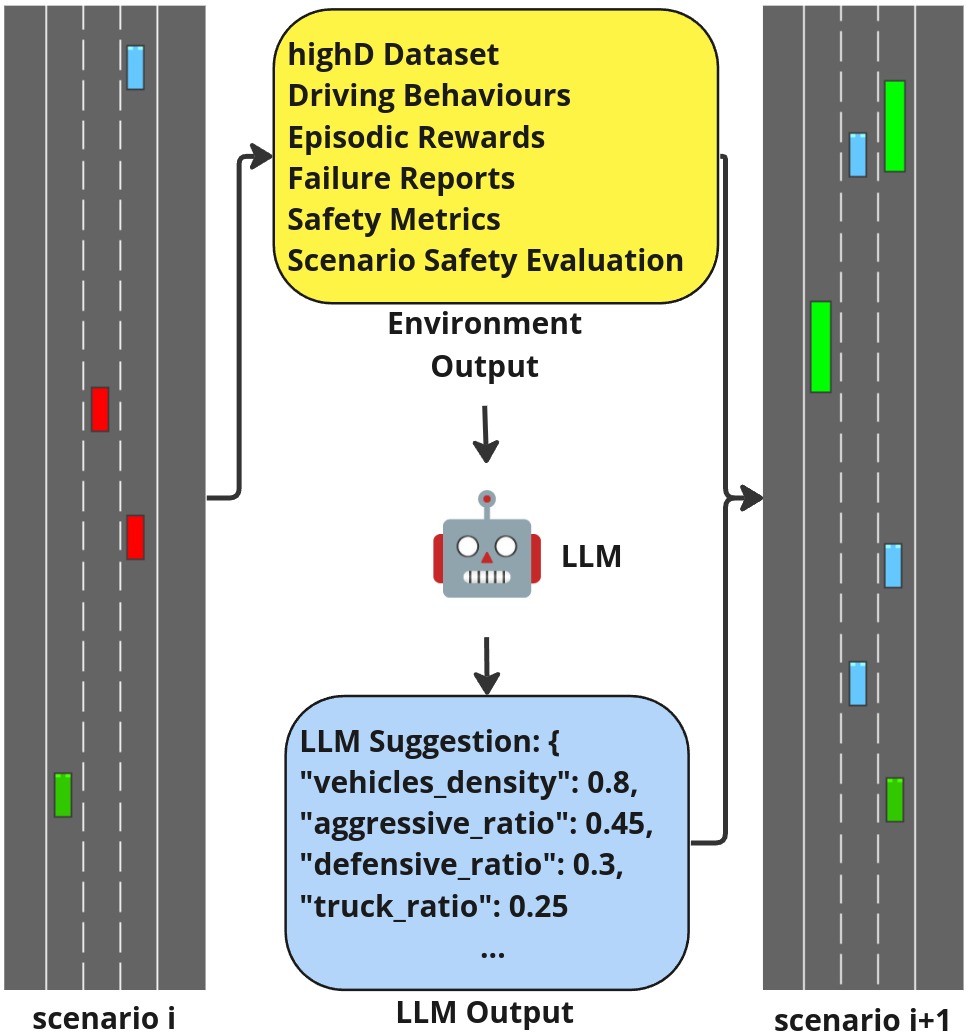 highD Dataset
Driving Behaviours
Episodic Rewards
Failure Reports
Safety Metrics
Scenario Safety Evaluation
Environment
Output
LLM
LLM Suggestion: {
"vehicles_density": 0.8,
"aggressive_ratio": 0.45,
"defensive_ratio": 0.3,
"truck_ratio": 0.25
...
LLM Output
scenario i
scenario i+1